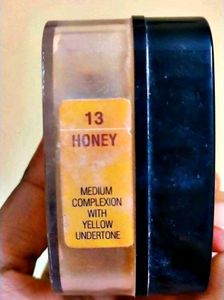 13
HONEY
MEDIUM
COMPLEXION
WITH
YELLOW
UNDERTONE